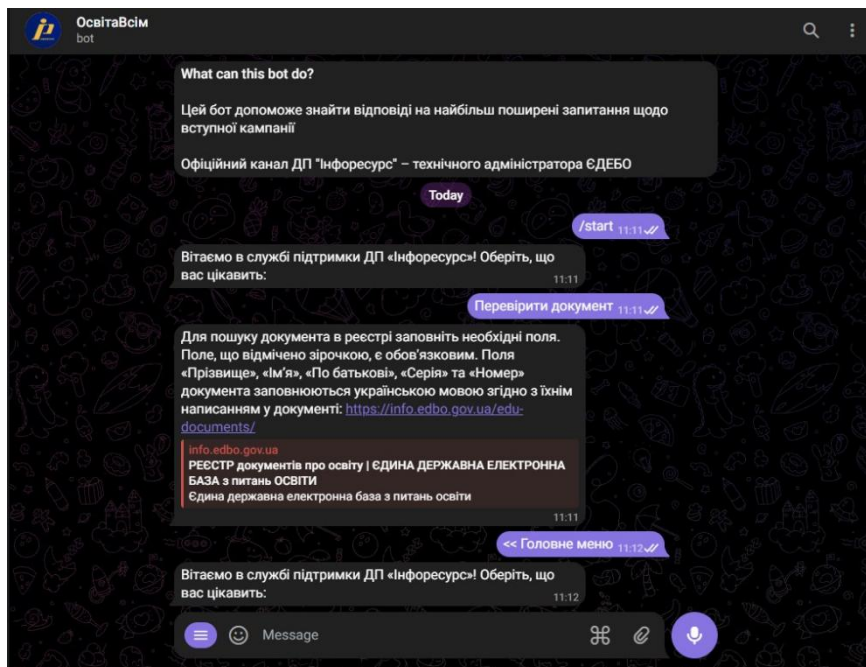 ОсвітаВсім
bot
What can this bot do?
Цей бот допоможе знайти відповіді на найбільш поширені запитання щодо
вступної кампанії
Офіційний канал ДП "Інфоресурс" – технічного адміністратора ЄДЕБО
Today
/start 11:11
Вітаємо в службі підтримки ДП «Інфоресурс»! Оберіть, що
вас цікавить:
11:11
Перевірити документ 11:11
Для пошуку документа в реєстрі заповніть необхідні поля.
Поле, що відмічено зірочкою, є обов'язковим. Поля
«Прізвище», «Ім'я», «По батькові», «Серія» та «Номер»
документа заповнюються українською мовою згідно з їхнім
написанням у документі: https://info.edbo.gov.ua/edu-
documents/
info.edbo.gov.ua
РЕЄСТР документів про освіту | ЄДИНА ДЕРЖАВНА ЕЛЕКТРОННА
БАЗА з питань ОСВІТИ
Єдина державна електронна база з питань освіти
11:11
<< Головне меню 11:12
Вітаємо в службі підтримки ДП «Інфоресурс»! Оберіть, що
вас цікавить:
11:12
Message